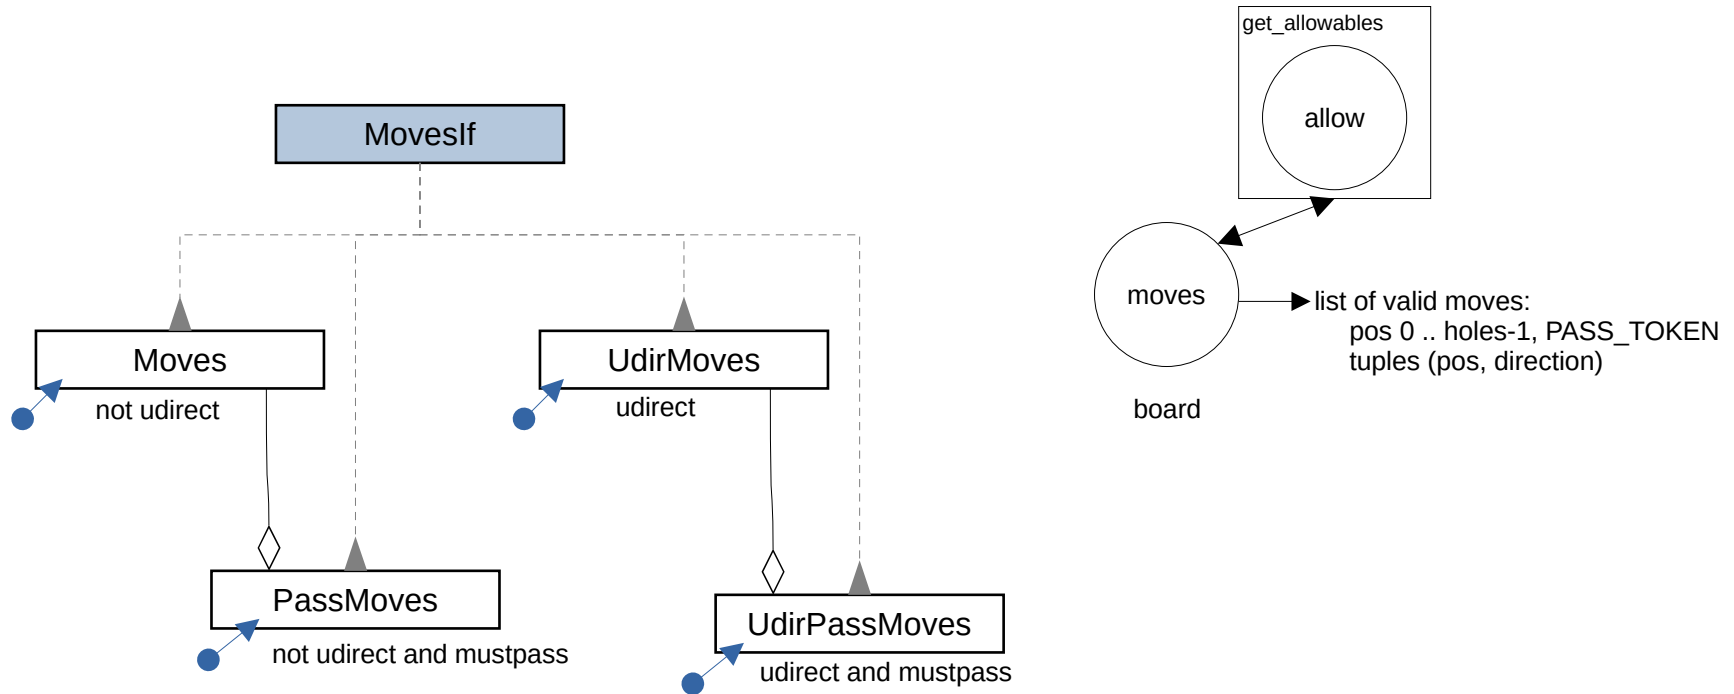 get_allowables
allow
MovesIf
moves
list of valid moves:
pos 0 .. holes-1, PASS_TOKEN
tuples (pos, direction)
board
Moves
not udirect
UdirMoves
udirect
PassMoves
not udirect and mustpass
UdirPassMoves
udirect and mustpass